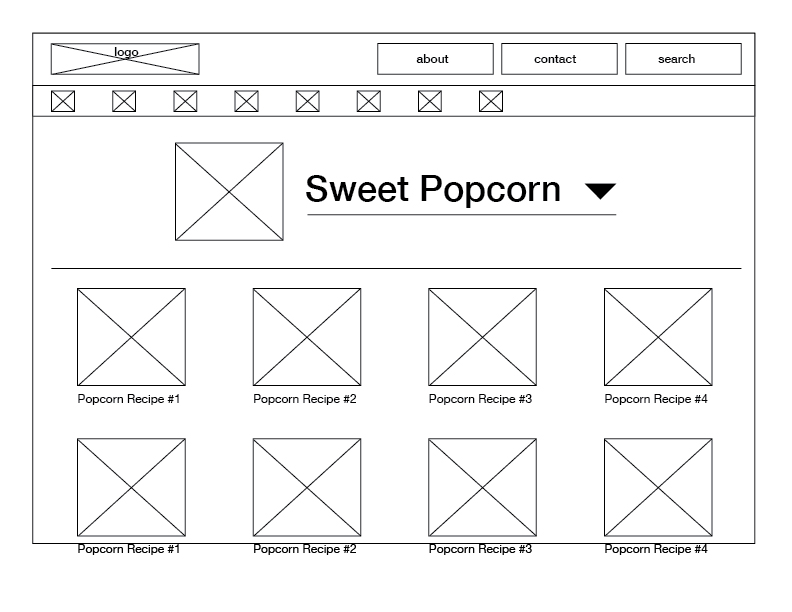 logo
about
contact
search
Sweet Popcorn
Popcorn Recipe #1
Popcorn Recipe #2
Popcorn Recipe #3
Popcorn Recipe #4
Popcorn Recipe #1
Popcorn Recipe #2
Popcorn Recipe #3
Popcorn Recipe #4